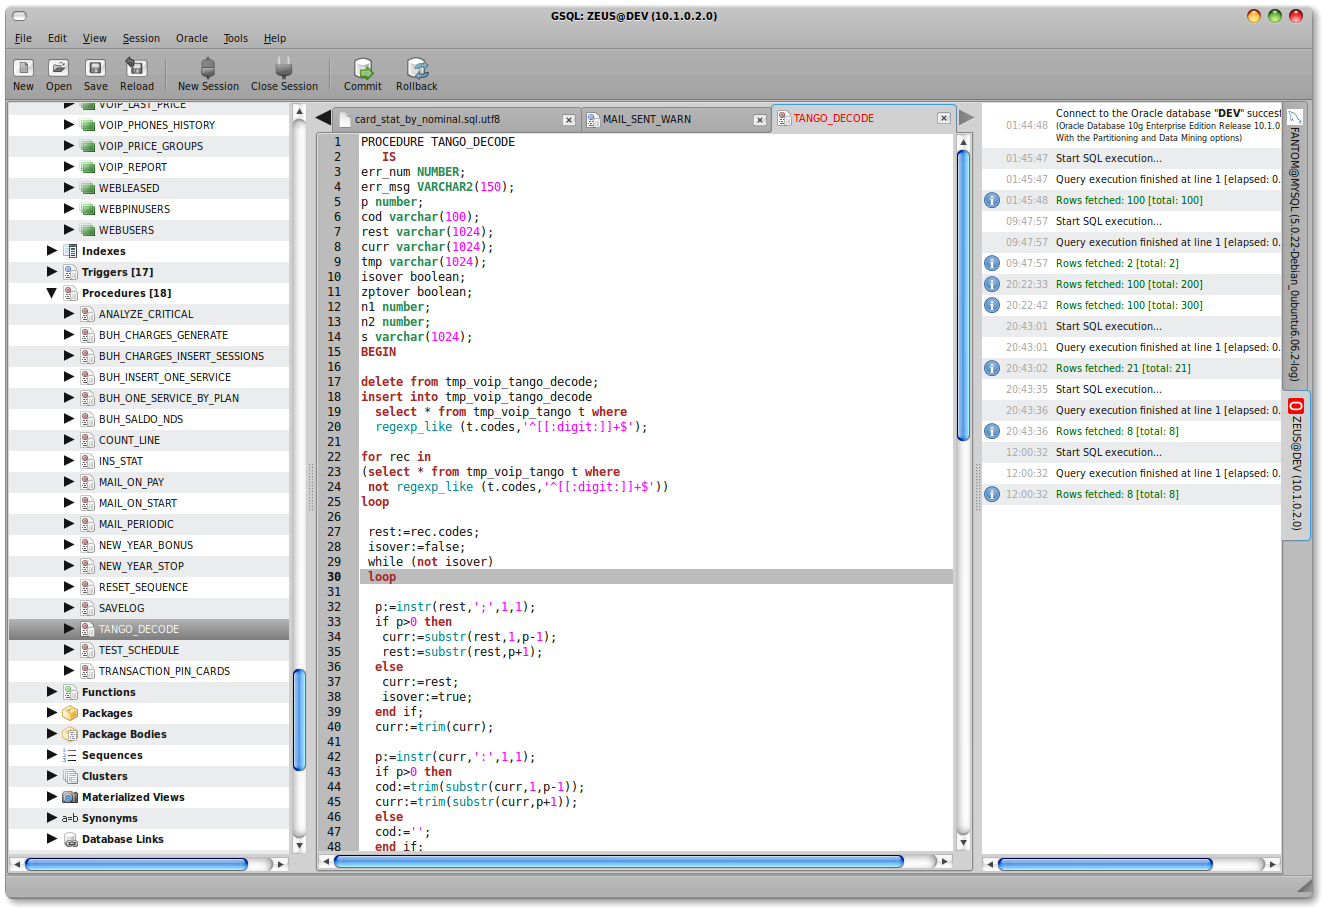 GSQL: ZEUS@DEV (10.1.0.2.0)
File Edit View Session Oracle Tools Help
New Open Save Reload New Session Close Session Commit Rollback
VOIP_LAST_PRICE
VOIP_PHONES_HISTORY
VOIP_PRICE_GROUPS
VOIP_REPORT
WEBLEASED
WEBPINUSERS
WEBUSERS
Indexes
Triggers [17]
Procedures [18]
ANALYZE_CRITICAL
BUH_CHARGES_GENERATE
BUH_CHARGES_INSERT_SESSIONS
BUH_INSERT_ONE_SERVICE
BUH_ONE_SERVICE_BY_PLAN
BUH_SALDO_NDS
COUNT_LINE
INS_STAT
MAIL_ON_PAY
MAIL_ON_START
MAIL_PERIODIC
NEW_YEAR_BONUS
NEW_YEAR_STOP
RESET_SEQUENCE
SAVELOG
TANGO_DECODE
TEST_SCHEDULE
TRANSACTION_PIN_CARDS
Functions
Packages
Package Bodies
Sequences
Clusters
Materialized Views
a=b Synonyms
Database Links
card_stat_by_nominal.sql.utf8 MAIL_SENT_WARN TANGO_DECODE
1 PROCEDURE TANGO_DECODE
2 IS
3 err_num NUMBER;
4 err_msg VARCHAR2(150);
5 p number;
6 cod varchar(100);
7 rest varchar(1024);
8 curr varchar(1024);
9 tmp varchar(1024);
10 isover boolean;
11 zptover boolean;
12 n1 number;
13 n2 number;
14 s varchar(1024);
15 BEGIN
16
17 delete from tmp_voip_tango_decode;
18 insert into tmp_voip_tango_decode
19 select * from tmp_voip_tango t where
20 regexp_like (t.codes,'^[[:digit:]]+$');
21
22 for rec in
23 (select * from tmp_voip_tango t where
24 not regexp_like (t.codes,'^[[:digit:]]+$'))
25 loop
26
27 rest:=rec.codes;
28 isover:=false;
29 while (not isover)
30 loop
31
32 p:=instr(rest,';',1,1);
33 if p>0 then
34 curr:=substr(rest,1,p-1);
35 rest:=substr(rest,p+1);
36 else
37 curr:=rest;
38 isover:=true;
39 end if;
40 curr:=trim(curr);
41
42 p:=instr(curr,':',1,1);
43 if p>0 then
44 cod:=trim(substr(curr,1,p-1));
45 curr:=trim(substr(curr,p+1));
46 else
47 cod:='';
48 end if;
01:44:48 Connect to the Oracle database "DEV" succest
(Oracle Database 10g Enterprise Edition Release 10.1.0
With the Partitioning and Data Mining options)
01:45:47 Start SQL execution...
01:45:47 Query execution finished at line 1 [elapsed: 0.
01:45:48 Rows fetched: 100 [total: 100]
09:47:57 Start SQL execution...
09:47:57 Query execution finished at line 1 [elapsed: 0.
09:47:57 Rows fetched: 2 [total: 2]
20:22:33 Rows fetched: 100 [total: 200]
20:22:42 Rows fetched: 100 [total: 300]
20:43:01 Start SQL execution...
20:43:01 Query execution finished at line 1 [elapsed: 0.
20:43:02 Rows fetched: 21 [total: 21]
20:43:35 Start SQL execution...
20:43:36 Query execution finished at line 1 [elapsed: 0.
20:43:36 Rows fetched: 8 [total: 8]
12:00:32 Start SQL execution...
12:00:32 Query execution finished at line 1 [elapsed: 0.
12:00:32 Rows fetched: 8 [total: 8]
FANTOM@MYSQL (5.0.22-Debian_0ubuntu6.06.2-log)
ZEUS@DEV (10.1.0.2.0)